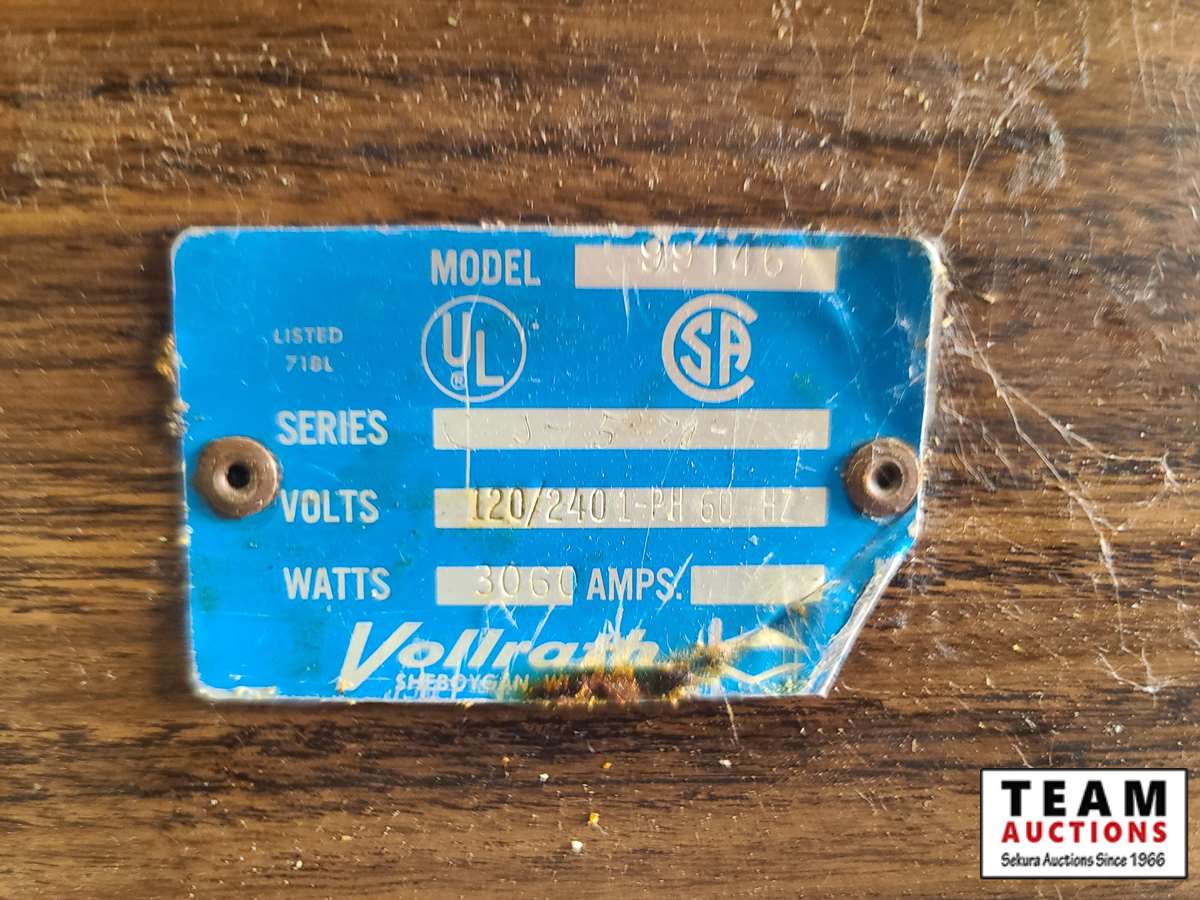 MODEL 99146
LISTED
718L
UL ®
CSA
SERIES
VOLTS 120/240 1-PH 60 HZ
WATTS 3060 AMPS.
Vollrath
SHEBOYGAN
TEAM
AUCTIONS
Sekura Auctions Since 1966